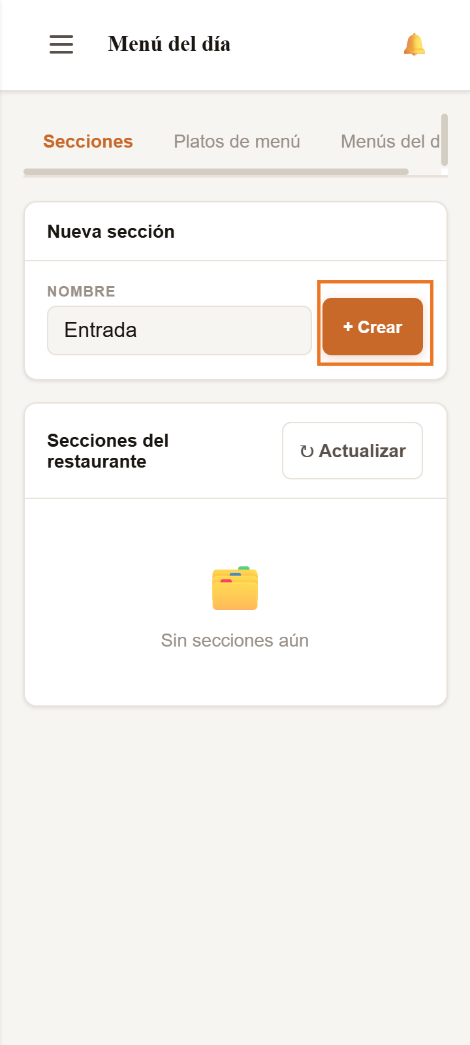 Menú del día
Secciones
Platos de menú
Menús del d
Nueva sección
NOMBRE
Entrada
+ Crear
Secciones del
restaurante
↻ Actualizar
Sin secciones aún